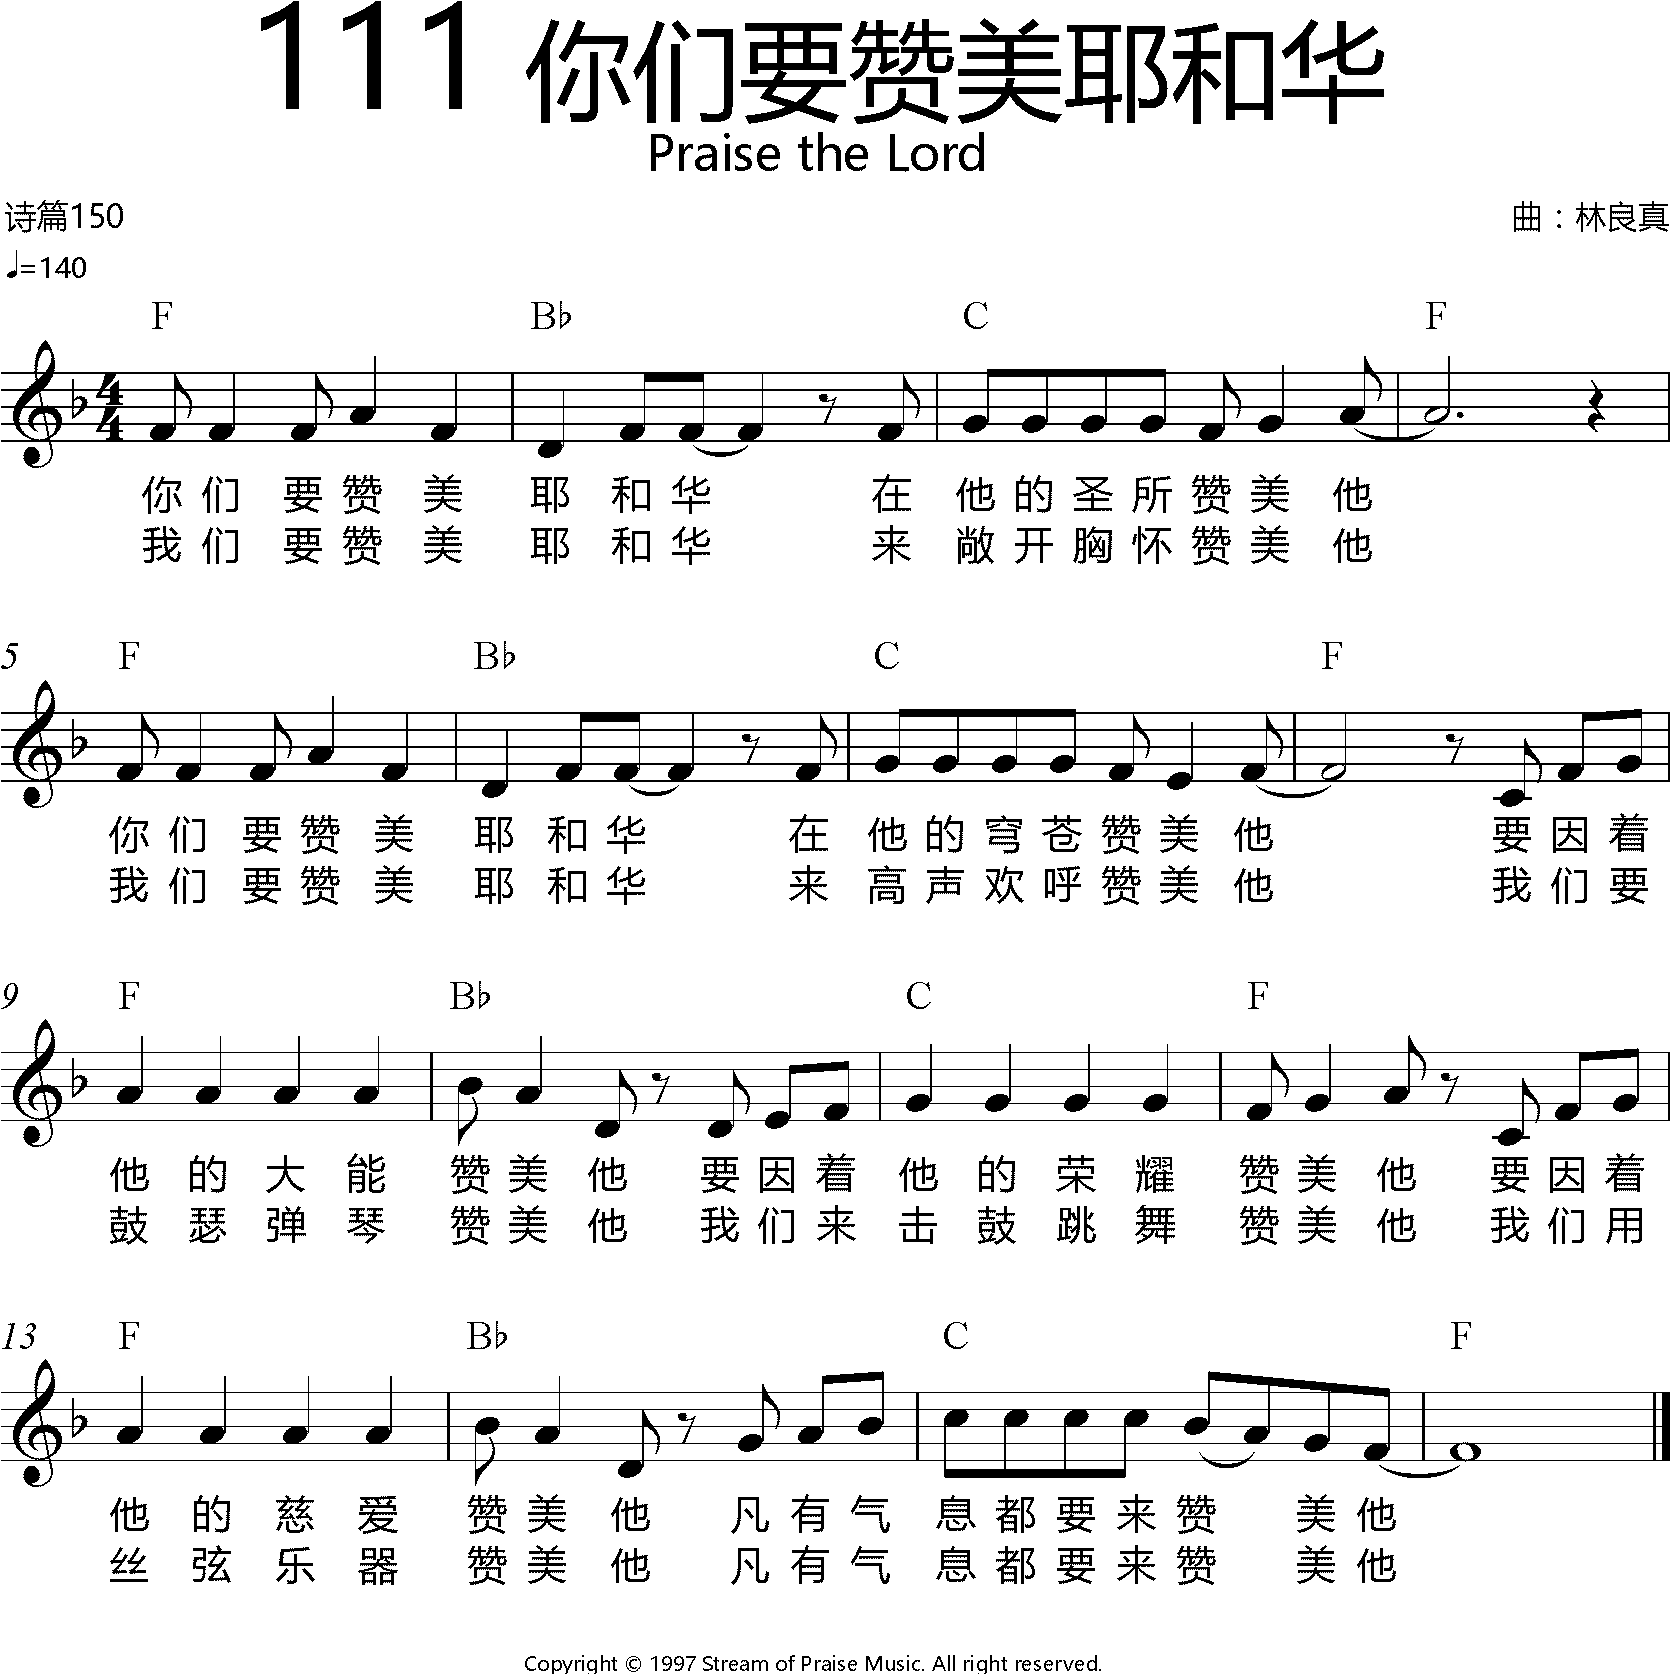 111 你们要赞美耶和华
Praise the Lord
诗篇150 曲：林良真
♩=140
F B♭ C F
4/4
你们要赞美耶和华 在他的圣所赞美他
我们要赞美耶和华 来敞开胸怀赞美他
5 F B♭ C F
你们要赞美耶和华 在他的穹苍赞美他 要因着
我们要赞美耶和华 来高声欢呼赞美他 我们要
9 F B♭ C F
他的大能赞美他 要因着他的荣耀赞美他 要因着
鼓瑟弹琴赞美他 我们来击鼓跳舞赞美他 我们用
13 F B♭ C F
他的慈爱赞美他 凡有气息都要来赞美他
丝弦乐器赞美他 凡有气息都要来赞美他
Copyright © 1997 Stream of Praise Music. All right reserved.